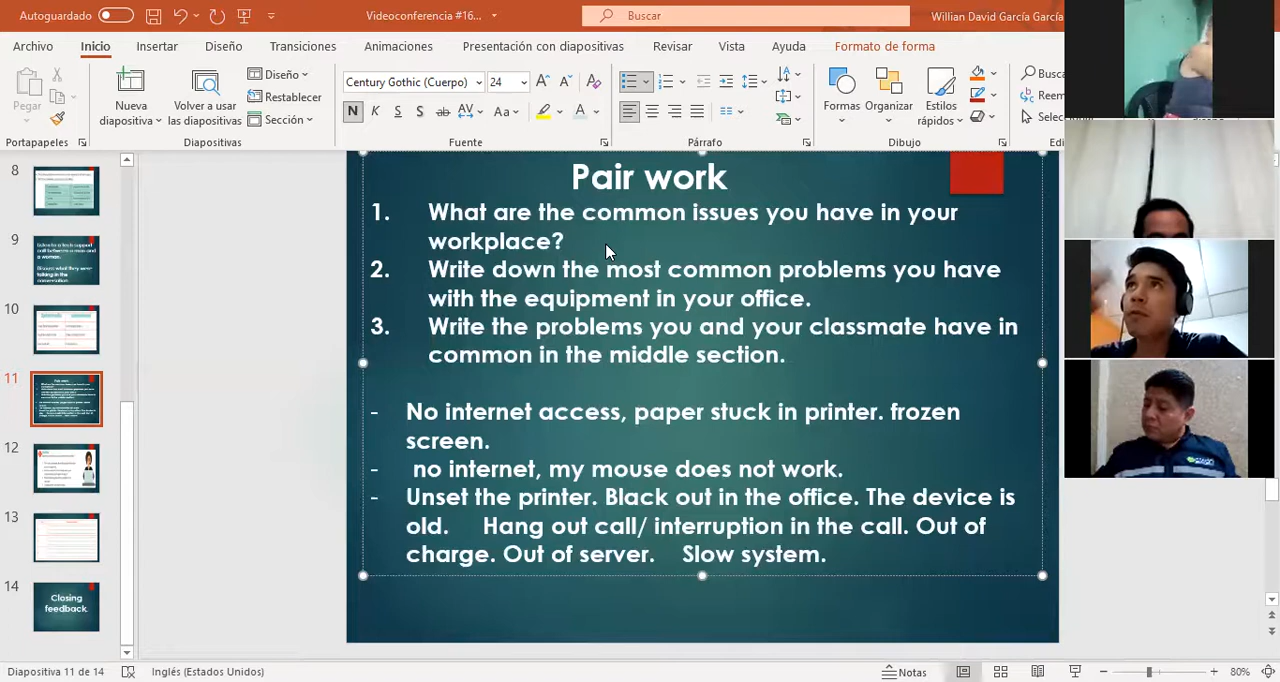 Autoguardado
Videoconferencia #16...
Buscar
Willian David García García
Archivo
Inicio
Insertar
Diseño
Transiciones
Animaciones
Presentación con diapositivas
Revisar
Vista
Ayuda
Formato de forma
Pegar
Nueva
diapositiva
Volver a usar
las diapositivas
Diseño
Restablecer
Sección
Century Gothic (Cuerpo)
24
N K S S ab AV Aa
A
Formas
Organizar
Estilos
rápidos
Busca
Reem
Selec
Portapapeles
Diapositivas
Fuente
Párrafo
Dibujo
8
9
10
11
12
13
14
Closing
feedback.
Pair work
1. What are the common issues you have in your
workplace?
2. Write down the most common problems you have
with the equipment in your office.
3. Write the problems you and your classmate have in
common in the middle section.
- No internet access, paper stuck in printer. frozen
screen.
- no internet, my mouse does not work.
- Unset the printer. Black out in the office. The device is
old. Hang out call/ interruption in the call. Out of
charge. Out of server. Slow system.
Diapositiva 11 de 14
Inglés (Estados Unidos)
Notas
80%